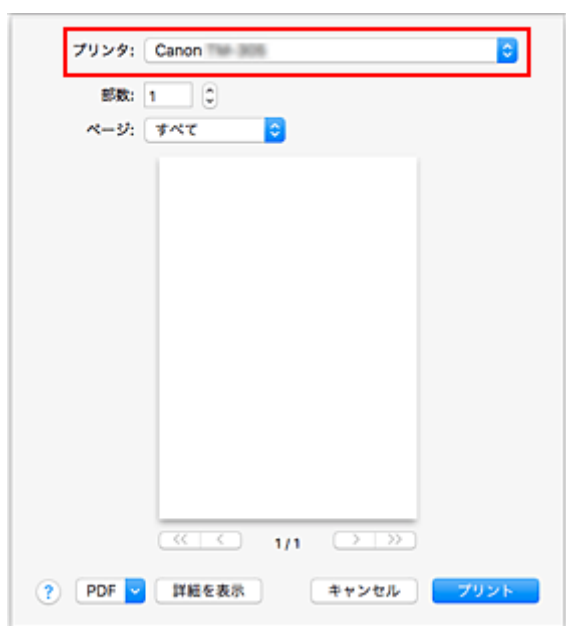 プリンタ: Canon
部数: 1
ページ: すべて
<< < 1/1 > >>
? PDF 詳細を表示 キャンセル プリント